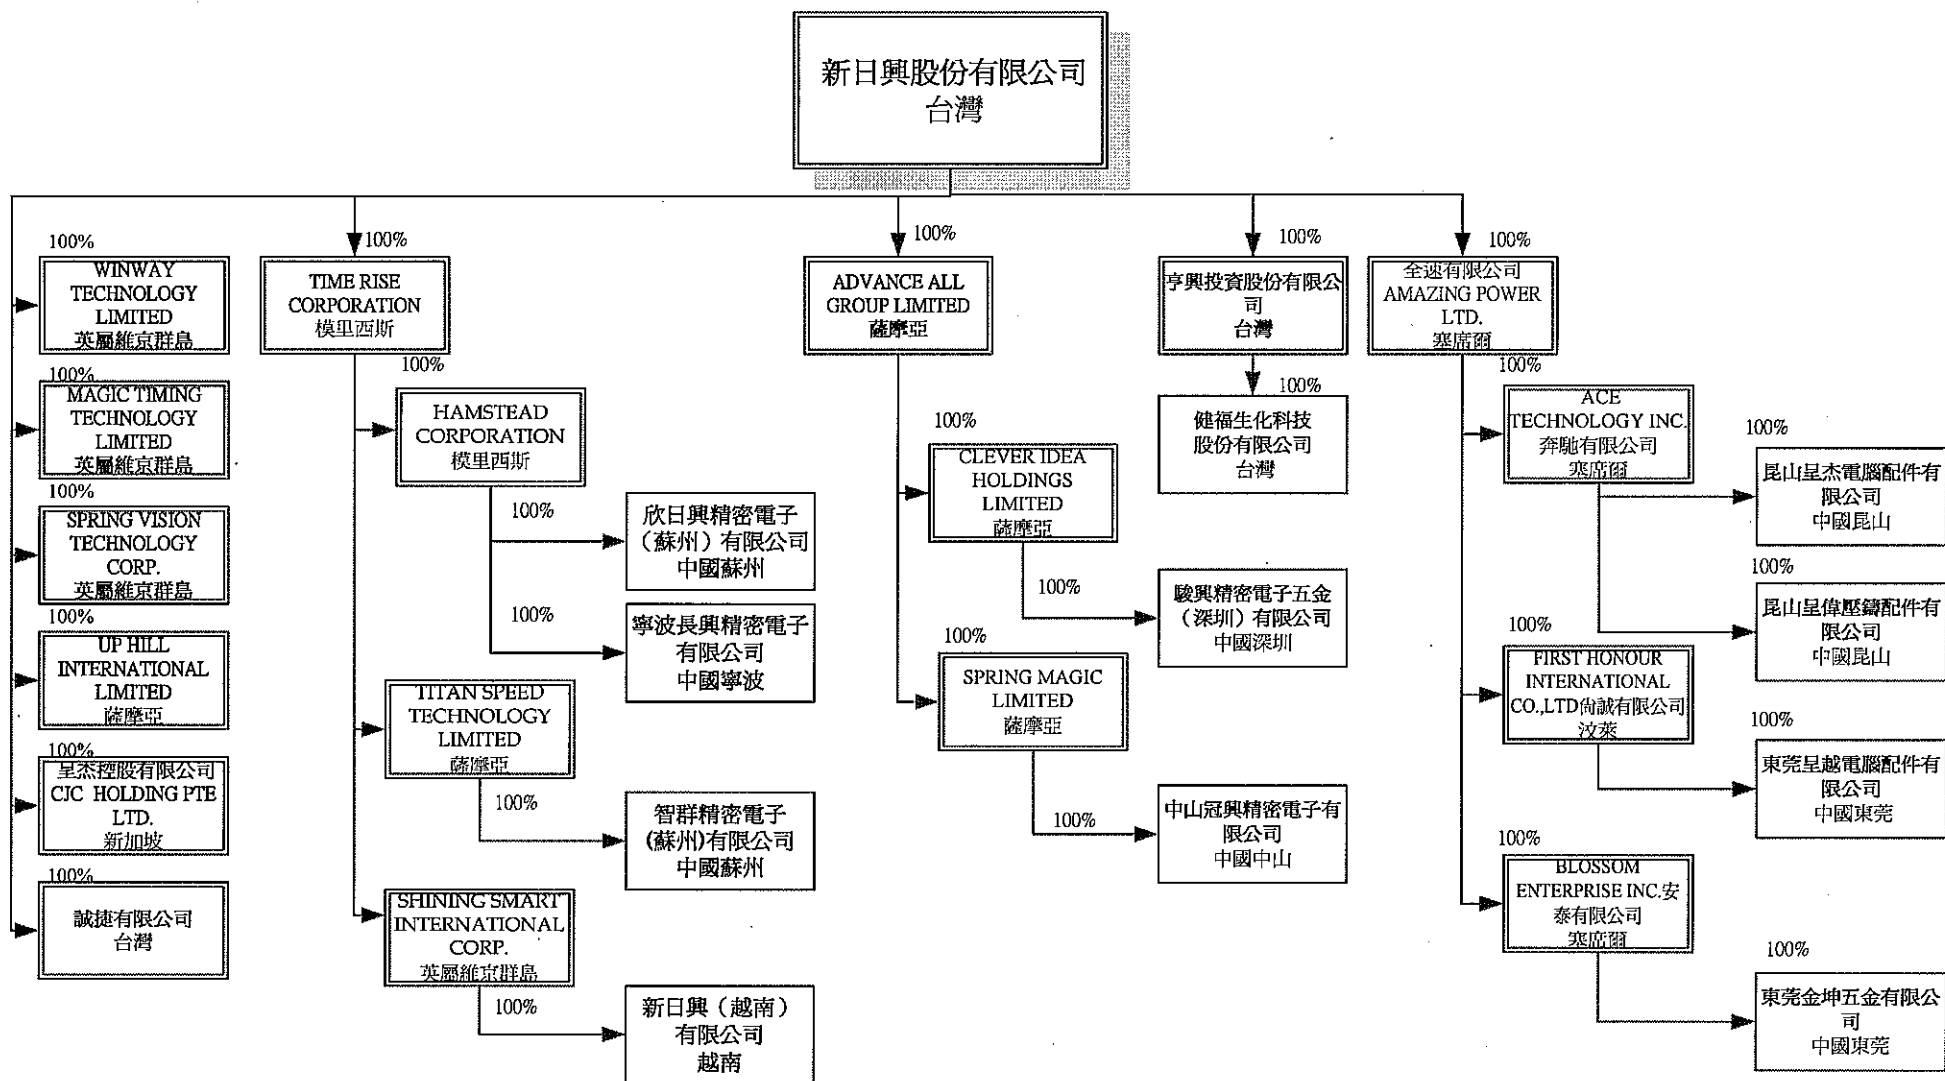 新日興股份有限公司
台灣
100%
WINWAY
TECHNOLOGY
LIMITED
英屬維京群島
100%
MAGIC TIMING
TECHNOLOGY
LIMITED
英屬維京群島
100%
SPRING VISION
TECHNOLOGY
CORP.
英屬維京群島
100%
UP HILL
INTERNATIONAL
LIMITED
薩摩亞
100%
呈杰控股有限公司
CJC HOLDING PTE
LTD.
新加坡
100%
誠捷有限公司
台灣
100%
TIME RISE
CORPORATION
模里西斯
100%
HAMSTEAD
CORPORATION
模里西斯
100%
欣日興精密電子
（蘇州）有限公司
中國蘇州
100%
寧波長興精密電子
有限公司
中國寧波
TITAN SPEED
TECHNOLOGY
LIMITED
薩摩亞
100%
智群精密電子
(蘇州)有限公司
中國蘇州
SHINING SMART
INTERNATIONAL
CORP.
英屬維京群島
100%
新日興（越南）
有限公司
越南
100%
ADVANCE ALL
GROUP LIMITED
薩摩亞
100%
CLEVER IDEA
HOLDINGS
LIMITED
薩摩亞
100%
駿興精密電子五金
（深圳）有限公司
中國深圳
100%
SPRING MAGIC
LIMITED
薩摩亞
100%
中山冠興精密電子有
限公司
中國中山
100%
亨興投資股份有限公
司
台灣
100%
健福生化科技
股份有限公司
台灣
100%
全速有限公司
AMAZING POWER
LTD.
塞席爾
100%
ACE
TECHNOLOGY INC.
奔馳有限公司
塞席爾
100%
昆山呈杰電腦配件有
限公司
中國昆山
100%
昆山呈偉壓鑄配件有
限公司
中國昆山
100%
FIRST HONOUR
INTERNATIONAL
CO.,LTD尚誠有限公司
汶萊
100%
東莞呈越電腦配件有
限公司
中國東莞
100%
BLOSSOM
ENTERPRISE INC.安
泰有限公司
塞席爾
100%
東莞金坤五金有限公
司
中國東莞